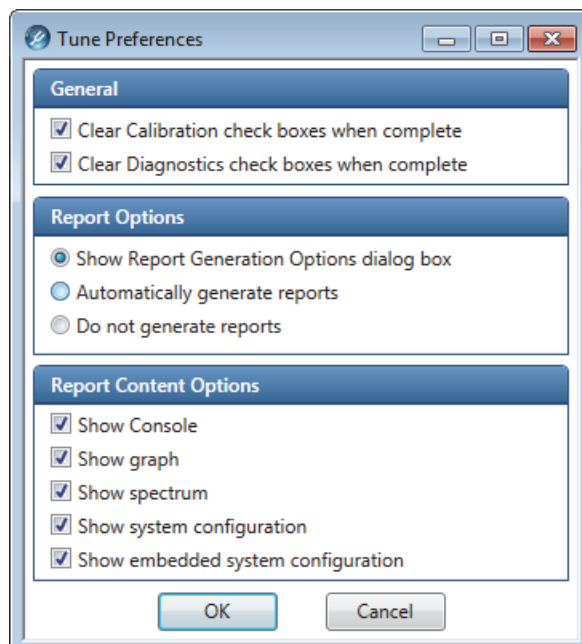 Tune Preferences
General
Clear Calibration check boxes when complete
Clear Diagnostics check boxes when complete
Report Options
Show Report Generation Options dialog box
Automatically generate reports
Do not generate reports
Report Content Options
Show Console
Show graph
Show spectrum
Show system configuration
Show embedded system configuration
OK Cancel